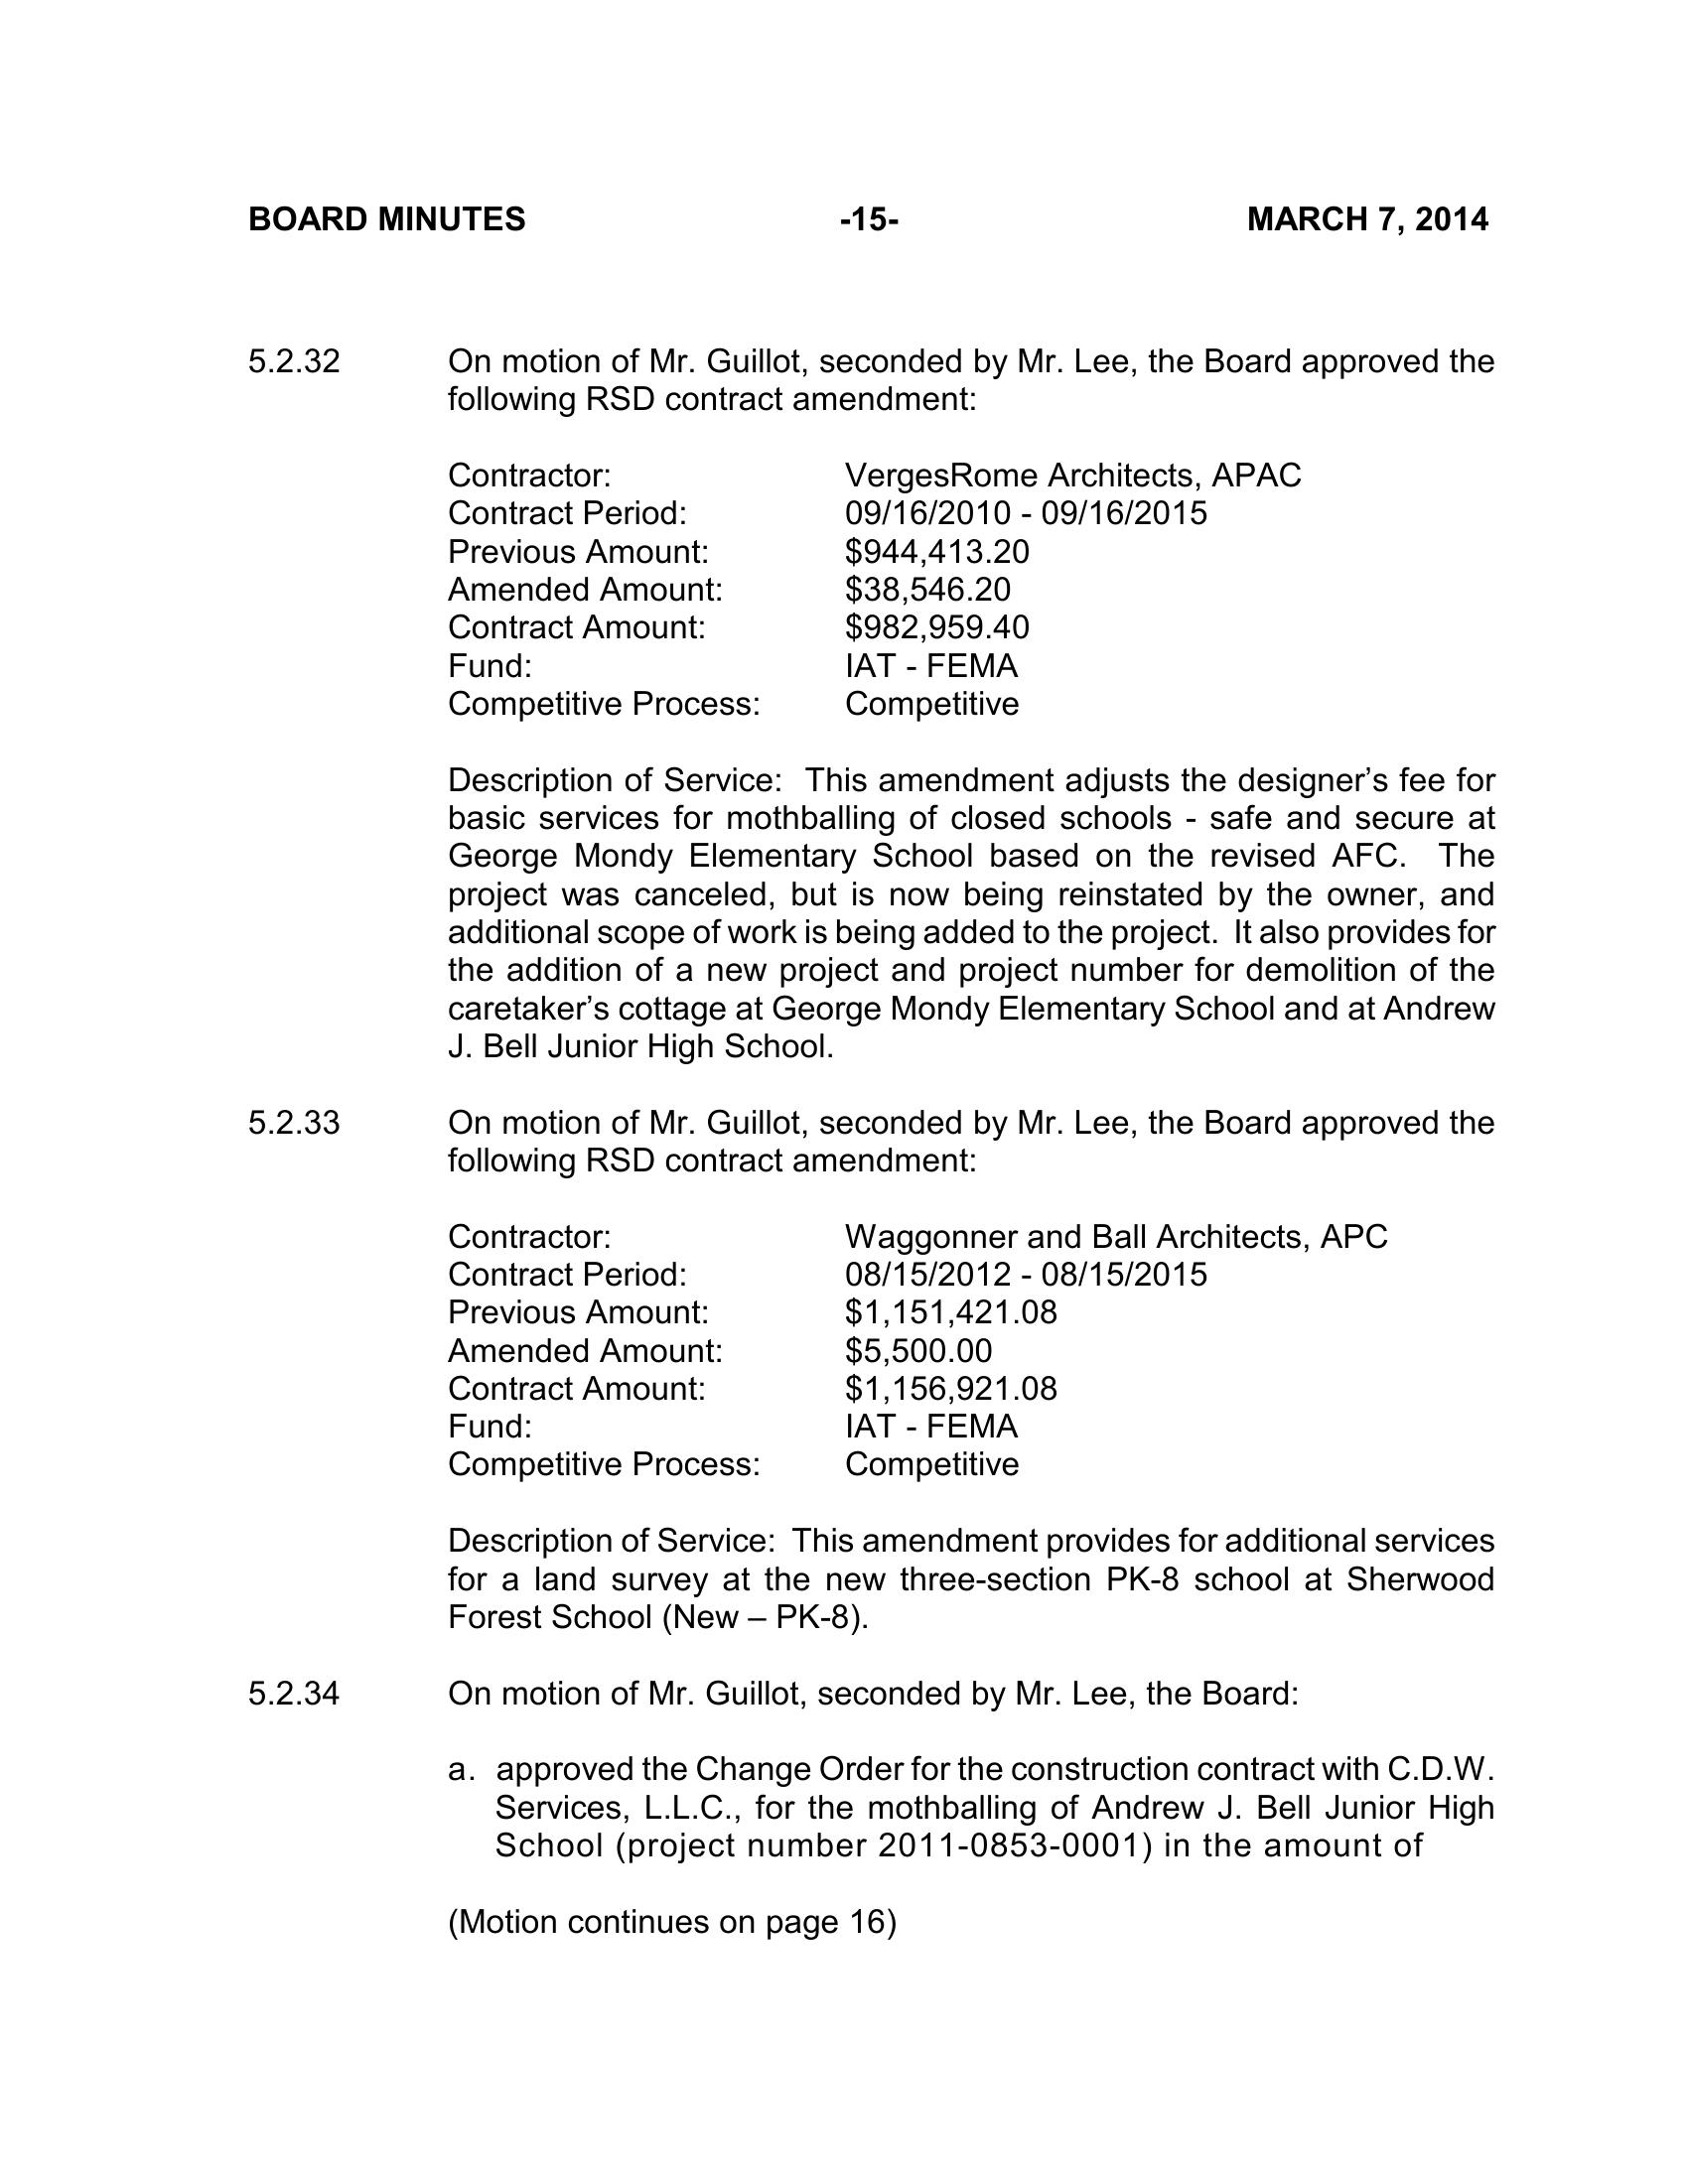 BOARD MINUTES -15- MARCH 7, 2014
5.2.32 On motion of Mr. Guillot, seconded by Mr. Lee, the Board approved the
following RSD contract amendment:
Contractor: VergesRome Architects, APAC
Contract Period: 09/16/2010 - 09/16/2015
Previous Amount: $944,413.20
Amended Amount: $38,546.20
Contract Amount: $982,959.40
Fund: IAT - FEMA
Competitive Process: Competitive
Description of Service: This amendment adjusts the designer’s fee for
basic services for mothballing of closed schools - safe and secure at
George Mondy Elementary School based on the revised AFC. The
project was canceled, but is now being reinstated by the owner, and
additional scope of work is being added to the project. It also provides for
the addition of a new project and project number for demolition of the
caretaker’s cottage at George Mondy Elementary School and at Andrew
J. Bell Junior High School.
5.2.33 On motion of Mr. Guillot, seconded by Mr. Lee, the Board approved the
following RSD contract amendment:
Contractor: Waggonner and Ball Architects, APC
Contract Period: 08/15/2012 - 08/15/2015
Previous Amount: $1,151,421.08
Amended Amount: $5,500.00
Contract Amount: $1,156,921.08
Fund: IAT - FEMA
Competitive Process: Competitive
Description of Service: This amendment provides for additional services
for a land survey at the new three-section PK-8 school at Sherwood
Forest School (New – PK-8).
5.2.34 On motion of Mr. Guillot, seconded by Mr. Lee, the Board:
a. approved the Change Order for the construction contract with C.D.W.
Services, L.L.C., for the mothballing of Andrew J. Bell Junior High
School (project number 2011-0853-0001) in the amount of
(Motion continues on page 16)